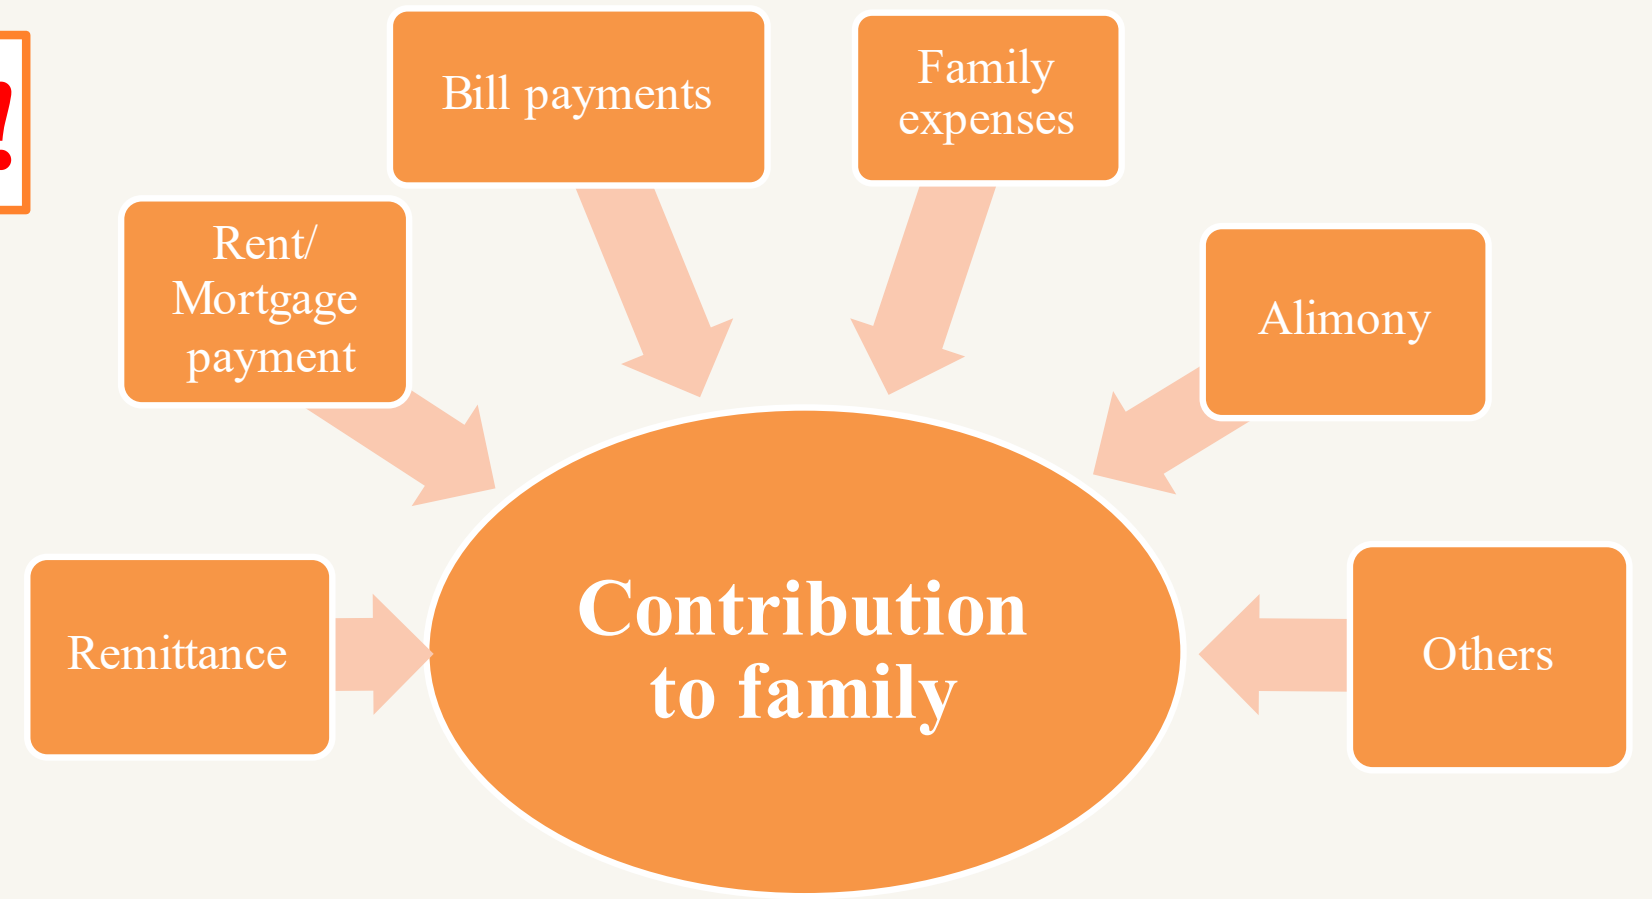 !
Bill payments
Family
expenses
Rent/
Mortgage
payment
Alimony
Remittance
Others
Contribution
to family